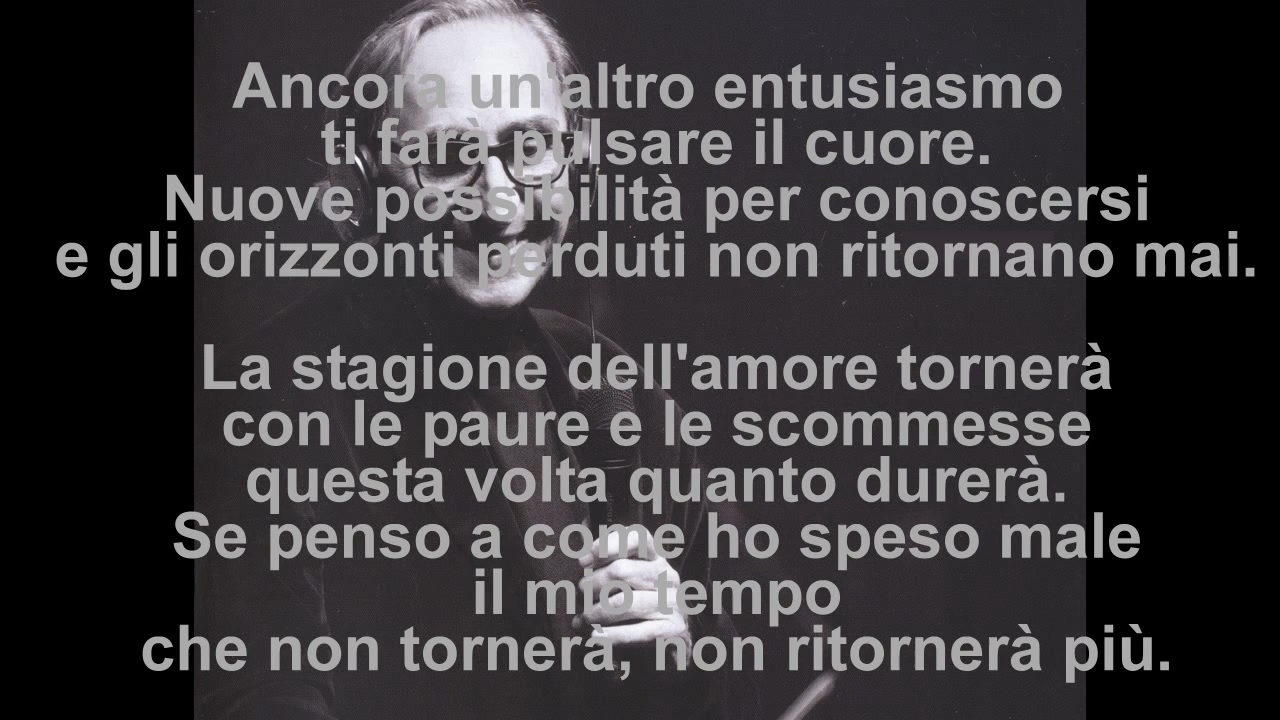 Ancora un'altro entusiasmo
ti farà pulsare il cuore.
Nuove possibilità per conoscersi
e gli orizzonti perduti non ritornano mai.
La stagione dell'amore tornerà
con le paure e le scommesse
questa volta quanto durerà.
Se penso a come ho speso male
il mio tempo
che non tornerà, non ritornerà più.